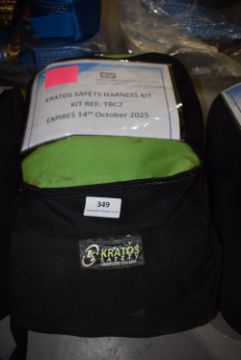 KRATOS SAFETY HARNESS KIT
KIT REF: TBC2
EXPIRES 14th October 2025
349
KRATOS
SAFETY